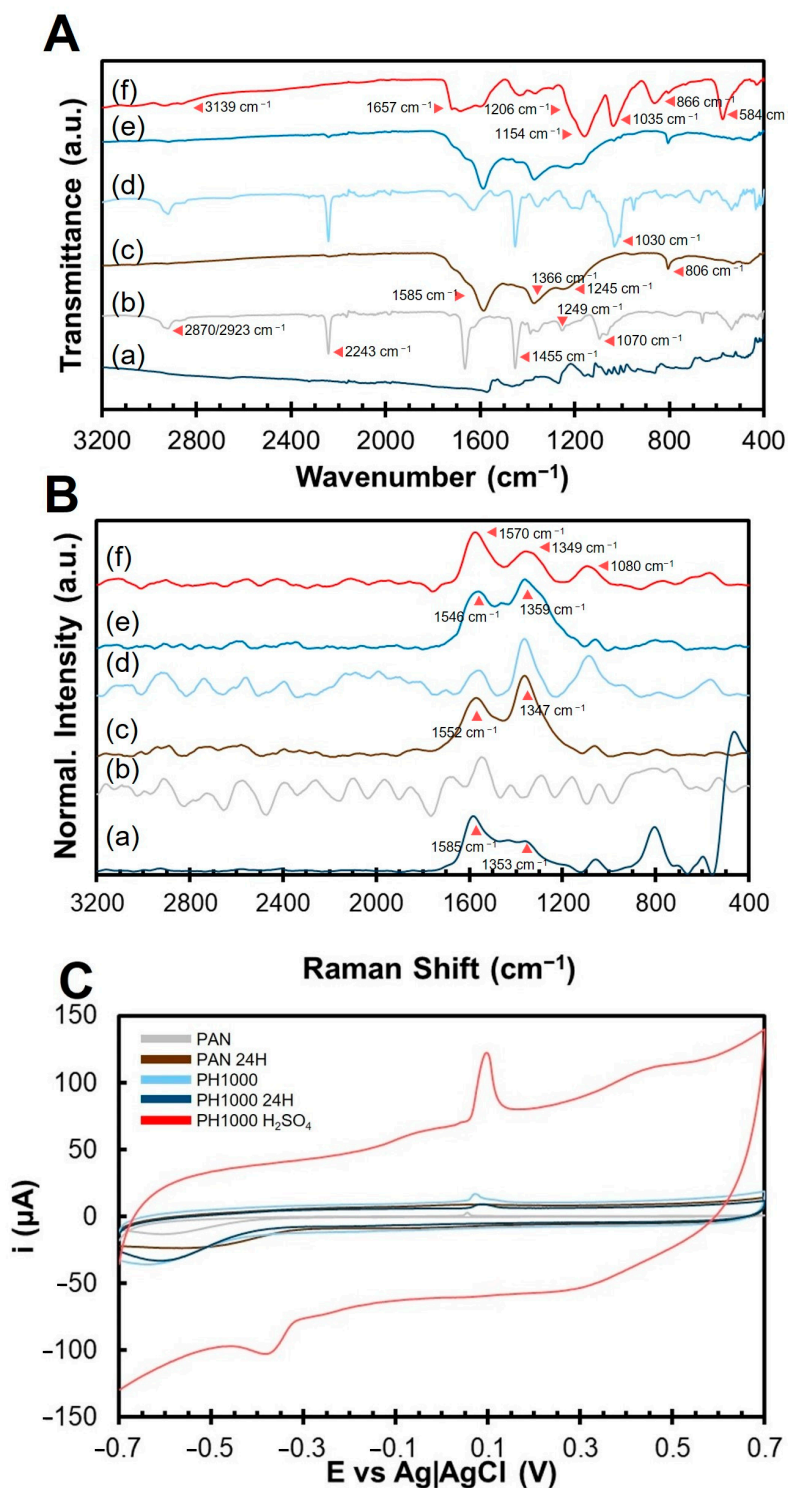 A
Transmittance (a.u.)
(f)
3139 cm⁻¹
1657 cm⁻¹
1206 cm⁻¹
1154 cm⁻¹
1035 cm⁻¹
866 cm⁻¹
584 cm
(e)
(d)
1030 cm⁻¹
(c)
1585 cm⁻¹
1366 cm⁻¹
1245 cm⁻¹
806 cm⁻¹
(b)
2870/2923 cm⁻¹
2243 cm⁻¹
1455 cm⁻¹
1249 cm⁻¹
1070 cm⁻¹
(a)
3200 2800 2400 2000 1600 1200 800 400
Wavenumber (cm⁻¹)
B
Normal. Intensity (a.u.)
(f)
1570 cm⁻¹
1349 cm⁻¹
1080 cm⁻¹
(e)
1546 cm⁻¹
1359 cm⁻¹
(d)
(c)
1552 cm⁻¹
1347 cm⁻¹
(b)
(a)
1585 cm⁻¹
1353 cm⁻¹
3200 2800 2400 2000 1600 1200 800 400
Raman Shift (cm⁻¹)
C
i (µA)
150
100
50
0
−50
−100
−150
PAN
PAN 24H
PH1000
PH1000 24H
PH1000 H₂SO₄
−0.7 −0.5 −0.3 −0.1 0.1 0.3 0.5 0.7
E vs Ag|AgCl (V)